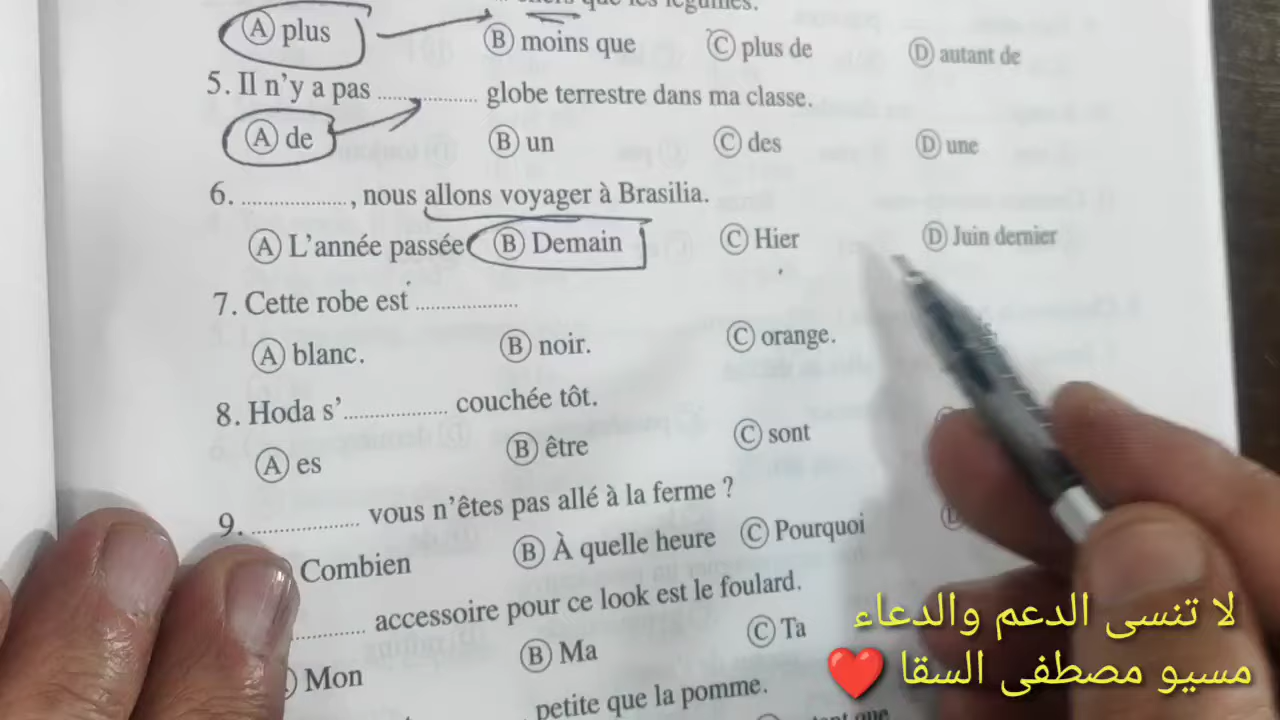 que les légumes.
Ⓐ plus Ⓑ moins que Ⓒ plus de Ⓓ autant de
5. Il n’y a pas .................. globe terrestre dans ma classe.
Ⓐ de Ⓑ un Ⓒ des Ⓓ une
6. ...................., nous allons voyager à Brasilia.
Ⓐ L’année passée Ⓑ Demain Ⓒ Hier Ⓓ Juin dernier
7. Cette robe est ...................
Ⓐ blanc. Ⓑ noir. Ⓒ orange.
8. Hoda s’................... couchée tôt.
Ⓐ es Ⓑ être Ⓒ sont
9. .................... vous n’êtes pas allé à la ferme ?
Combien Ⓑ À quelle heure Ⓒ Pourquoi
.............. accessoire pour ce look est le foulard.
Mon Ⓑ Ma Ⓒ Ta
petite que la pomme.
لا تنسى الدعم والدعاء
مسيو مصطفى السقا ❤️